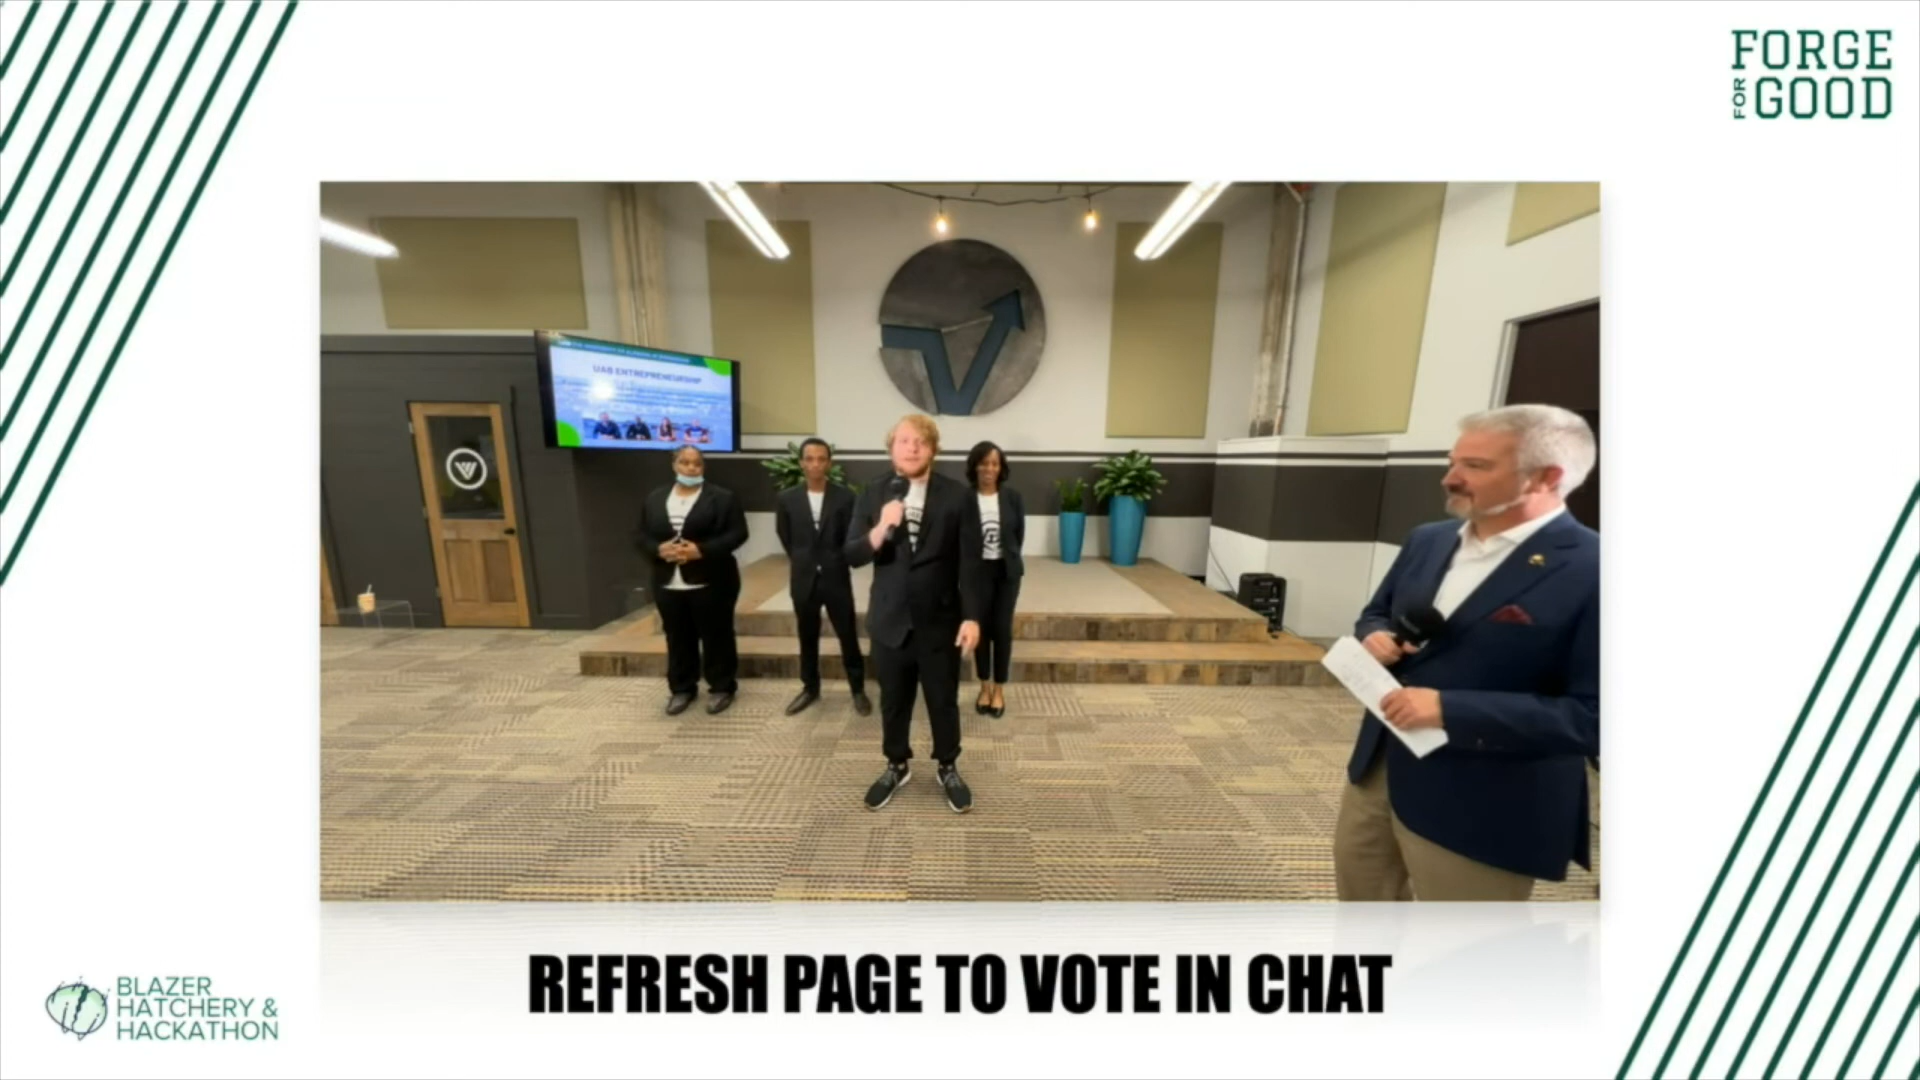 FORGE
FOR GOOD
UAB ENTREPRENEURSHIP
REFRESH PAGE TO VOTE IN CHAT
BLAZER
HATCHERY &
HACKATHON